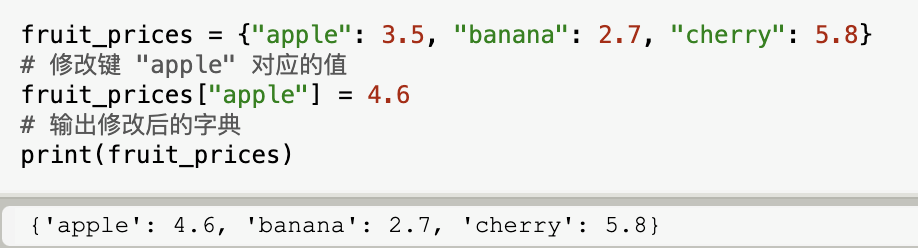 fruit_prices = {"apple": 3.5, "banana": 2.7, "cherry": 5.8}
# 修改键 "apple" 对应的值
fruit_prices["apple"] = 4.6
# 输出修改后的字典
print(fruit_prices)
{'apple': 4.6, 'banana': 2.7, 'cherry': 5.8}